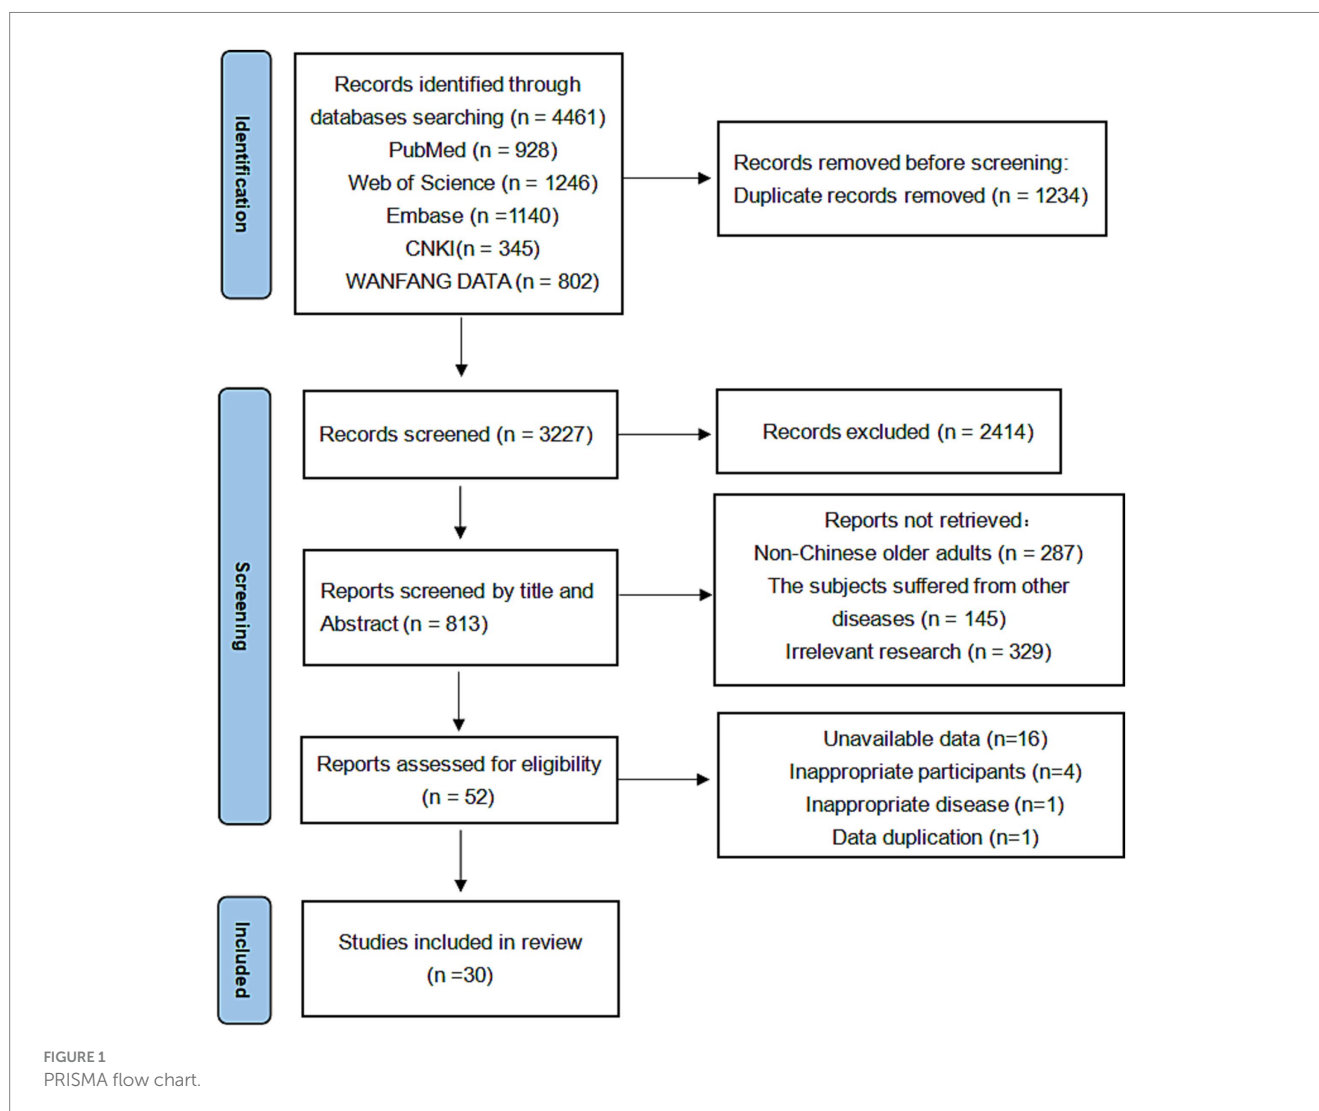 Identification
Records identified through
databases searching (n = 4461)
PubMed (n = 928)
Web of Science (n = 1246)
Embase (n =1140)
CNKI(n = 345)
WANFANG DATA (n = 802)
Records removed before screening:
Duplicate records removed (n = 1234)
Screening
Records screened (n = 3227)
Records excluded (n = 2414)
Reports screened by title and
Abstract (n = 813)
Reports not retrieved：
Non-Chinese older adults (n = 287)
The subjects suffered from other
diseases (n = 145)
Irrelevant research (n = 329)
Reports assessed for eligibility
(n = 52)
Unavailable data (n=16)
Inappropriate participants (n=4)
Inappropriate disease (n=1)
Data duplication (n=1)
Included
Studies included in review
(n =30)
FIGURE 1
PRISMA flow chart.